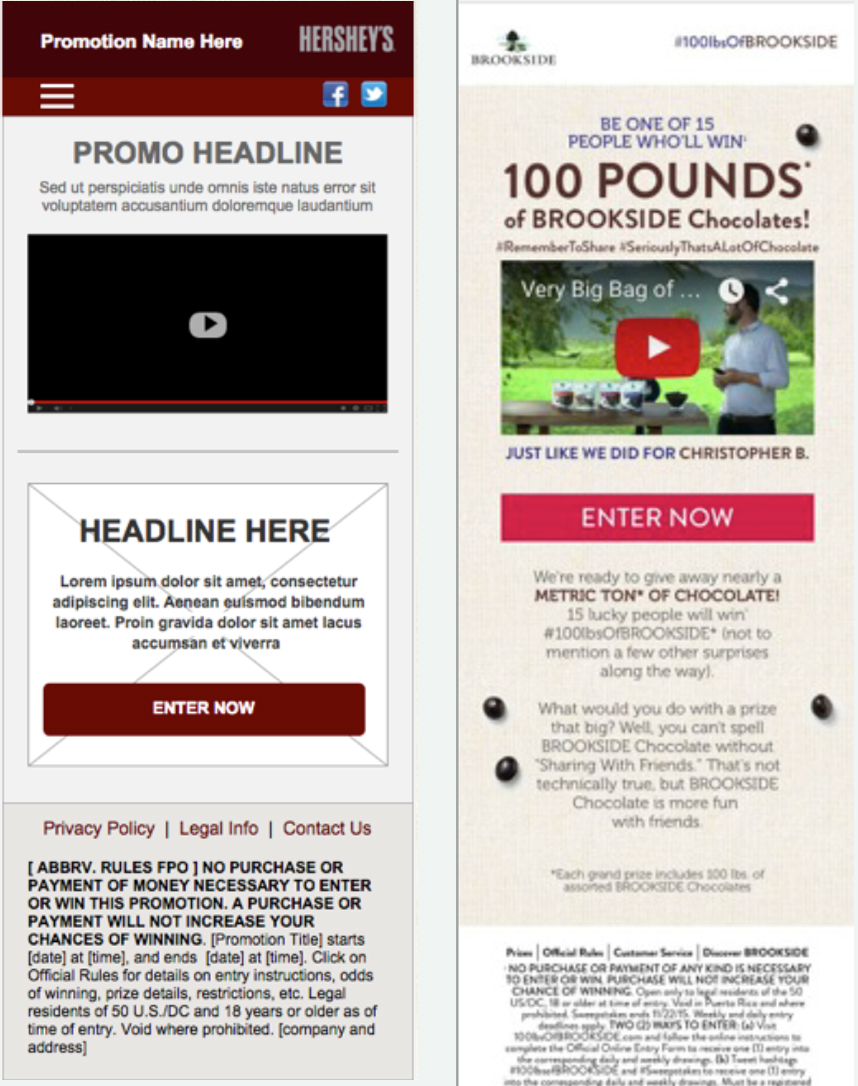 Promotion Name Here
HERSHEY'S
PROMO HEADLINE
Sed ut perspiciatis unde omnis iste natus error sit
voluptatem accusantium doloremque laudantium
HEADLINE HERE
Lorem ipsum dolor sit amet, consectetur
adipiscing elit. Aenean euismod bibendum
laoreet. Proin gravida dolor sit amet lacus
accumsan et viverra
ENTER NOW
Privacy Policy | Legal Info | Contact Us
[ ABBRV. RULES FPO ] NO PURCHASE OR
PAYMENT OF MONEY NECESSARY TO ENTER
OR WIN THIS PROMOTION. A PURCHASE OR
PAYMENT WILL NOT INCREASE YOUR
CHANCES OF WINNING. [Promotion Title] starts
[date] at [time], and ends [date] at [time]. Click on
Official Rules for details on entry instructions, odds
of winning, prize details, restrictions, etc. Legal
residents of 50 U.S./DC and 18 years or older as of
time of entry. Void where prohibited. [company and
address]
BROOKSIDE
#100lbsOfBROOKSIDE
BE ONE OF 15
PEOPLE WHO'LL WIN
100 POUNDS*
of BROOKSIDE Chocolates!
#RememberToShare #SeriouslyThatsALotOfChocolate
Very Big Bag of ...
JUST LIKE WE DID FOR CHRISTOPHER B.
ENTER NOW
We're ready to give away nearly a
METRIC TON* OF CHOCOLATE!
15 lucky people will win
#100lbsOfBROOKSIDE* (not to
mention a few other surprises
along the way).
What would you do with a prize
that big? Well, you can't spell
BROOKSIDE Chocolate without
"Sharing With Friends." That's not
technically true, but BROOKSIDE
Chocolate is more fun
with friends.
*Each grand prize includes 100 lbs. of
assorted BROOKSIDE Chocolates
Prizes | Official Rules | Customer Service | Discover BROOKSIDE
NO PURCHASE OR PAYMENT OF ANY KIND IS NECESSARY
TO ENTER OR WIN. PURCHASE WILL NOT INCREASE YOUR
CHANCE OF WINNING. Open only to legal residents of the 50
US/DC, 18 or older at time of entry. Void in Puerto Rico and where
prohibited. Sweepstakes ends 11/22/15. Weekly and daily entry
deadlines apply. TWO (2) WAYS TO ENTER: (a) Visit
100lbsOfBROOKSIDE.com and follow the online instructions to
complete the Official Online Entry Form to receive one (1) entry into
the corresponding daily and weekly drawings. (b) Tweet hashtags
#100lbsofBROOKSIDE and #Sweepstakes to receive one (1) entry
into the corresponding daily and weekly drawings. Must be a registered